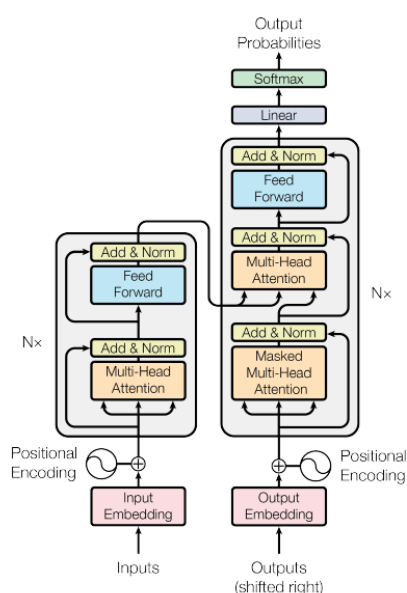 Output
Probabilities
Softmax
Linear
Add & Norm
Feed
Forward
Add & Norm
Multi-Head
Attention
Add & Norm
Masked
Multi-Head
Attention
Nx
Add & Norm
Feed
Forward
Add & Norm
Multi-Head
Attention
Nx
Positional
Encoding
Positional
Encoding
Input
Embedding
Output
Embedding
Inputs
Outputs
(shifted right)